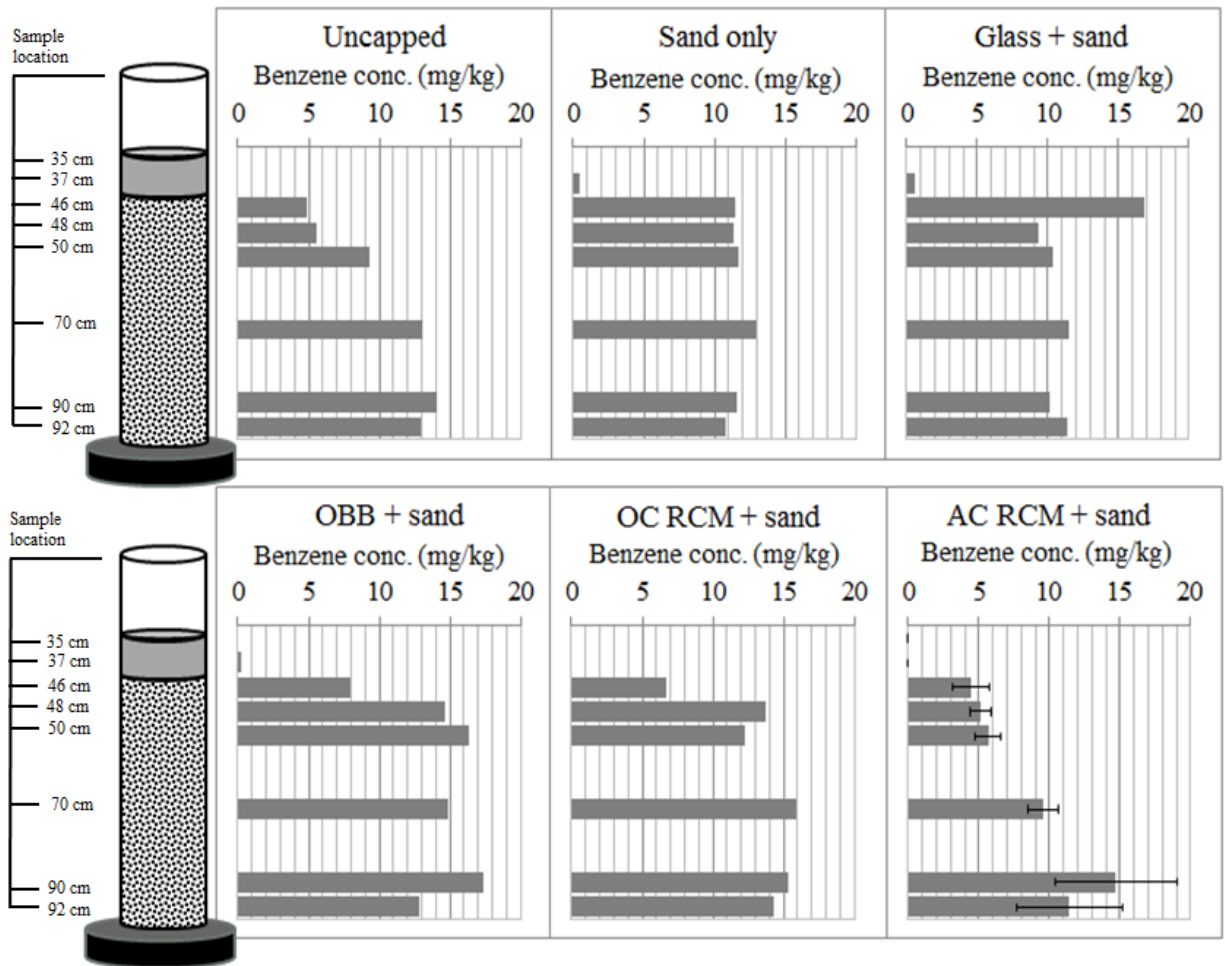 Sample
location
35 cm
37 cm
46 cm
48 cm
50 cm
70 cm
90 cm
92 cm
Uncapped
Benzene conc. (mg/kg)
0 5 10 15 20
Sand only
Benzene conc. (mg/kg)
0 5 10 15 20
Glass + sand
Benzene conc. (mg/kg)
0 5 10 15 20
Sample
location
35 cm
37 cm
46 cm
48 cm
50 cm
70 cm
90 cm
92 cm
OBB + sand
Benzene conc. (mg/kg)
0 5 10 15 20
OC RCM + sand
Benzene conc. (mg/kg)
0 5 10 15 20
AC RCM + sand
Benzene conc. (mg/kg)
0 5 10 15 20